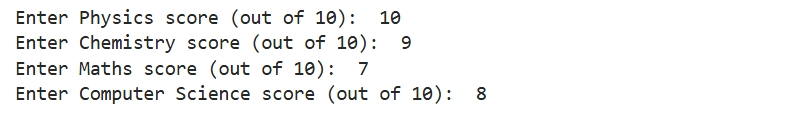 Enter Physics score (out of 10):  10
Enter Chemistry score (out of 10):  9
Enter Maths score (out of 10):  7
Enter Computer Science score (out of 10):  8